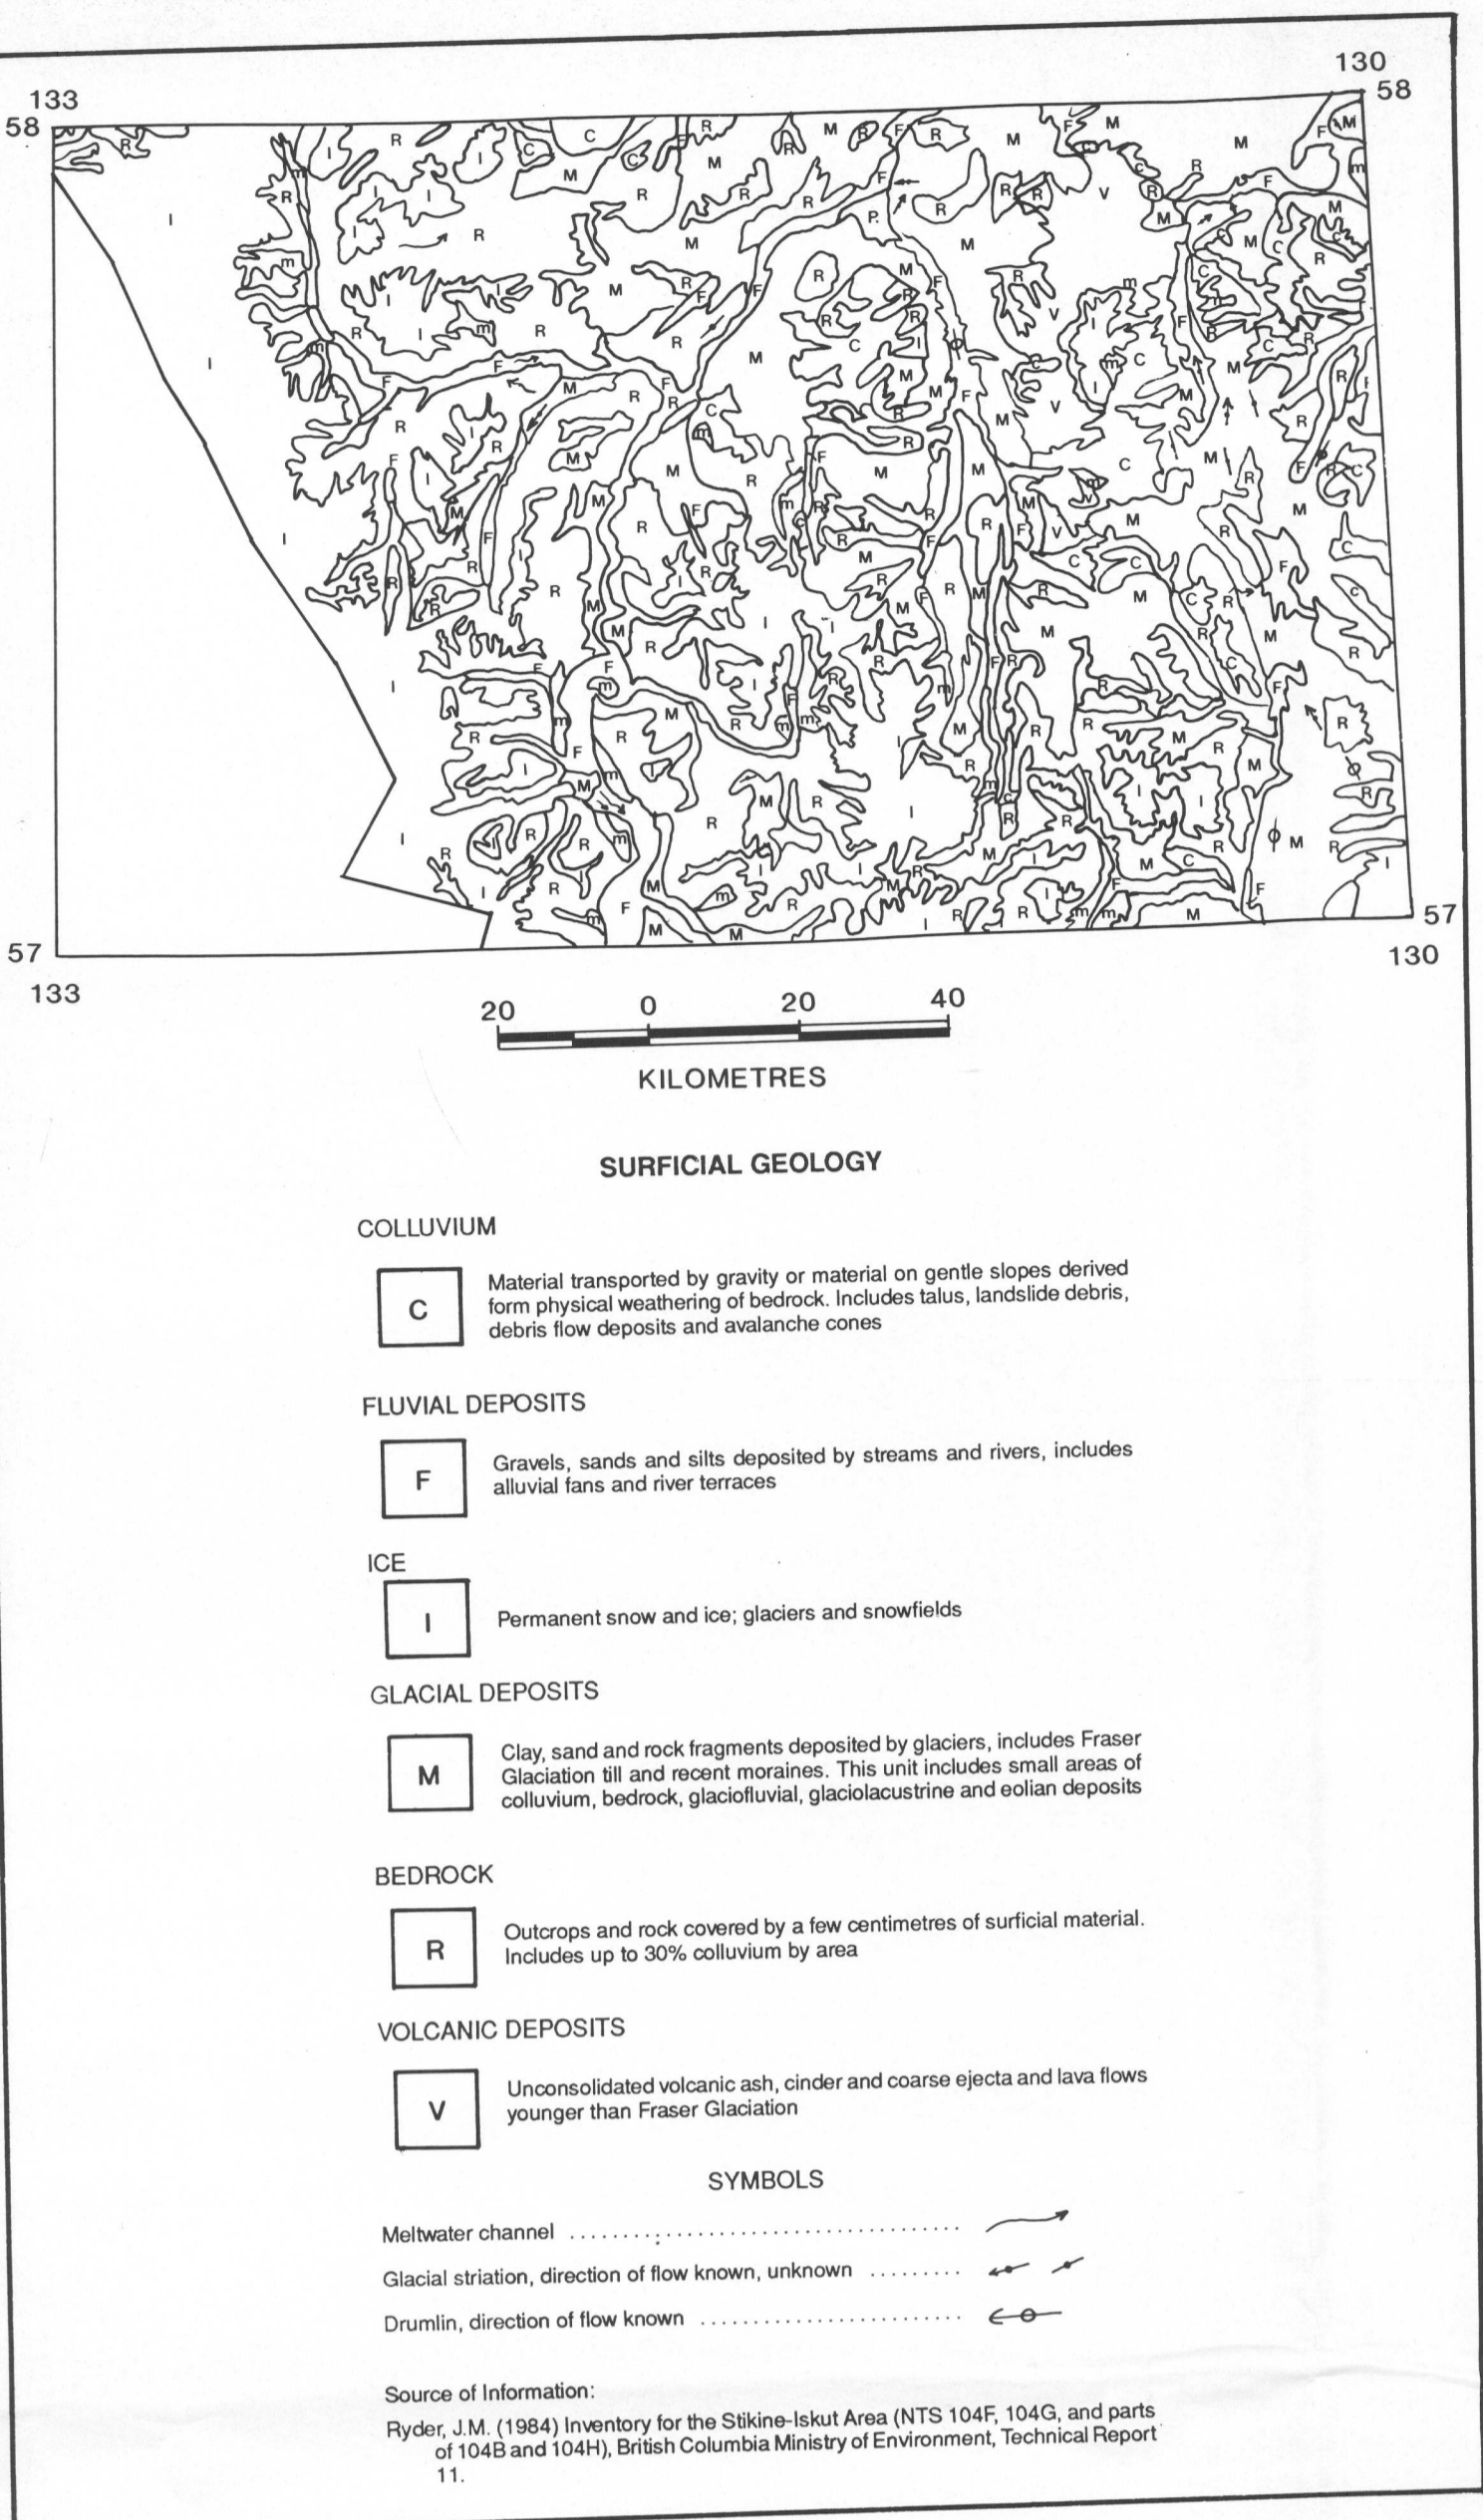 130
133
58
58
R
I
R
I
C
C
C
F
R
M
R
M
R
F
R
M
F
M
C
M
R
F
M
m
R
m
I
I
M
R
R
R
F
R
R
R
V
C
R
M
F
M
I
I
R
M
R
M
M
C
M
C
R
m
I
I
M
R
F
F
R
M
R
F
R
V
m
C
m
I
R
I
m
R
R
M
R
R
C
I
I
F
R
C
R
m
F
F
M
R
F
R
C
M
M
F
C
V
I
m
C
M
M
R
R
R
I
R
M
m
M
R
R
F
M
R
M
M
C
M
R
F
R
C
F
I
M
F
M
R
F
m
R
R
F
R
M
F
V
M
R
M
C
I
R
R
R
I
R
M
I
R
M
R
M
F
R
M
R
C
C
M
C
R
F
C
I
F
F
m
M
R
I
I
R
M
F
R
M
R
C
M
R
F
R
m
M
R
F
m
M
R
I
F
m
m
m
M
R
R
R
M
R
M
R
I
F
M
m
I
M
R
R
I
R
m
C
R
R
I
I
R
M
I
R
I
R
R
m
I
I
M
R
M
I
M
C
R
M
R
I
I
R
m
F
M
M
m
M
R
I
R
R
I
m
F
m
M
F
57
57
133
130
20 0 20 40
KILOMETRES
SURFICIAL GEOLOGY
COLLUVIUM
C
Material transported by gravity or material on gentle slopes derived
form physical weathering of bedrock. Includes talus, landslide debris,
debris flow deposits and avalanche cones
FLUVIAL DEPOSITS
F
Gravels, sands and silts deposited by streams and rivers, includes
alluvial fans and river terraces
ICE
I
Permanent snow and ice; glaciers and snowfields
GLACIAL DEPOSITS
M
Clay, sand and rock fragments deposited by glaciers, includes Fraser
Glaciation till and recent moraines. This unit includes small areas of
colluvium, bedrock, glaciofluvial, glaciolacustrine and eolian deposits
BEDROCK
R
Outcrops and rock covered by a few centimetres of surficial material.
Includes up to 30% colluvium by area
VOLCANIC DEPOSITS
V
Unconsolidated volcanic ash, cinder and coarse ejecta and lava flows
younger than Fraser Glaciation
SYMBOLS
Meltwater channel
Glacial striation, direction of flow known, unknown
Drumlin, direction of flow known
Source of Information:
Ryder, J.M. (1984) Inventory for the Stikine-Iskut Area (NTS 104F, 104G, and parts
of 104B and 104H), British Columbia Ministry of Environment, Technical Report
11.